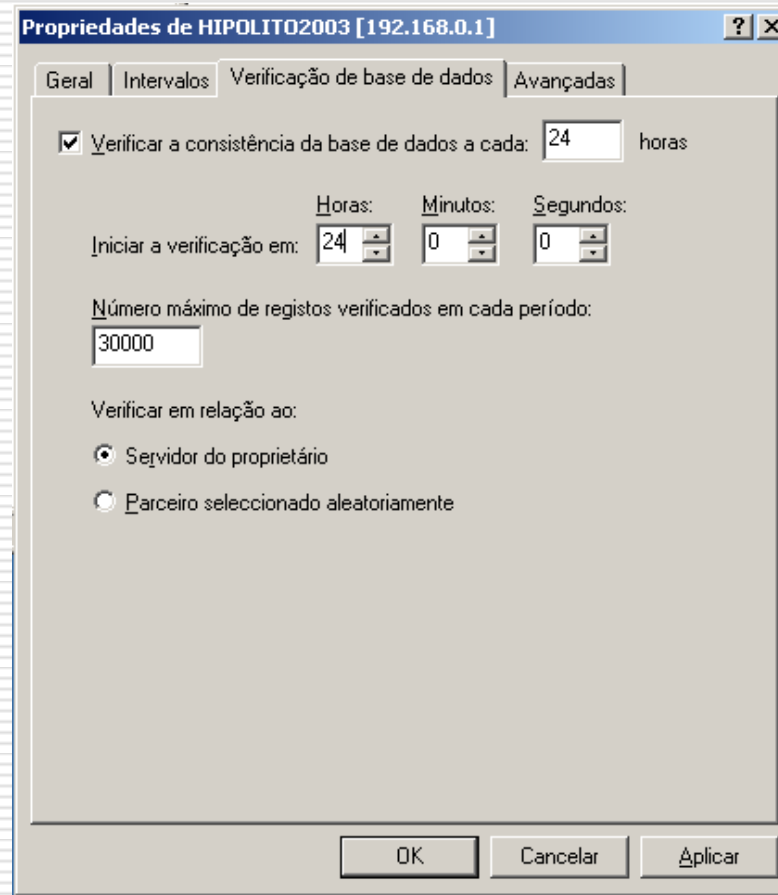 Propriedades de HIPOLITO2003 [192.168.0.1]
Geral Intervalos Verificação de base de dados Avançadas
Verificar a consistência da base de dados a cada: 24 horas
Horas: Minutos: Segundos:
Iniciar a verificação em: 24 0 0
Número máximo de registos verificados em cada período:
30000
Verificar em relação ao:
Servidor do proprietário
Parceiro seleccionado aleatoriamente
OK Cancelar Aplicar